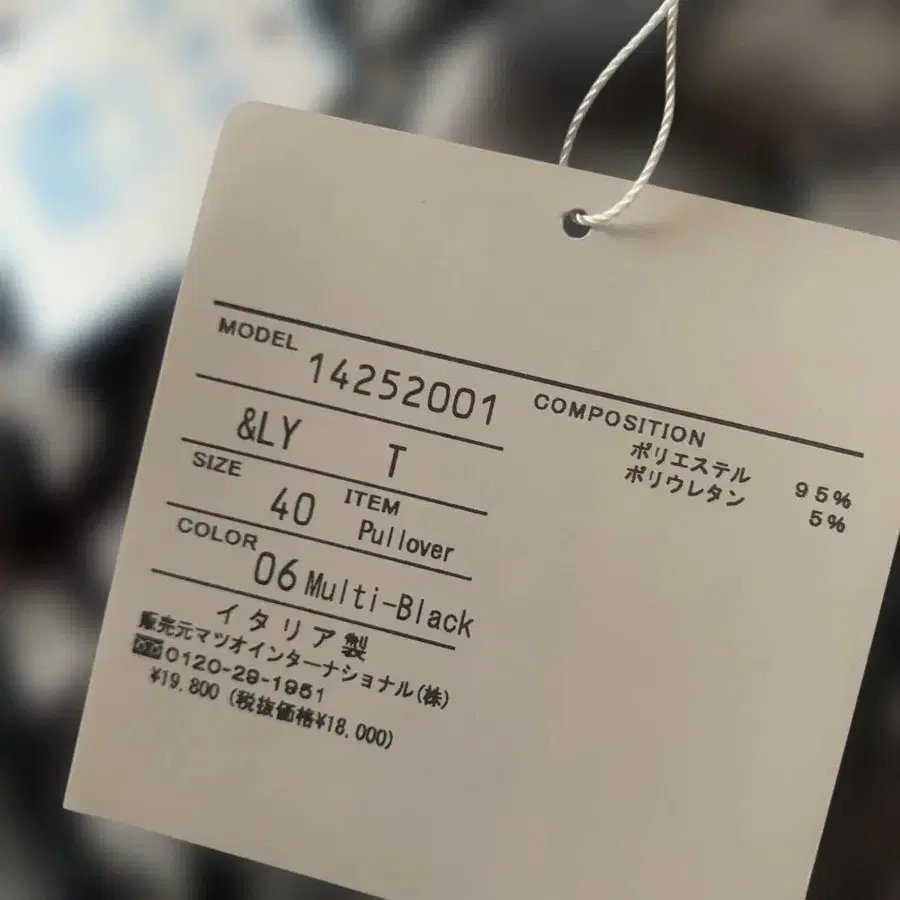 MODEL 14252001
&LY T
SIZE 40 ITEM Pullover
COLOR 06 Multi-Black
イタリア製
販売元マツオインターナショナル(株)
0120-29-1951
¥19,800 (税抜価格¥18,000)
COMPOSITION
ポリエステル 95%
ポリウレタン 5%